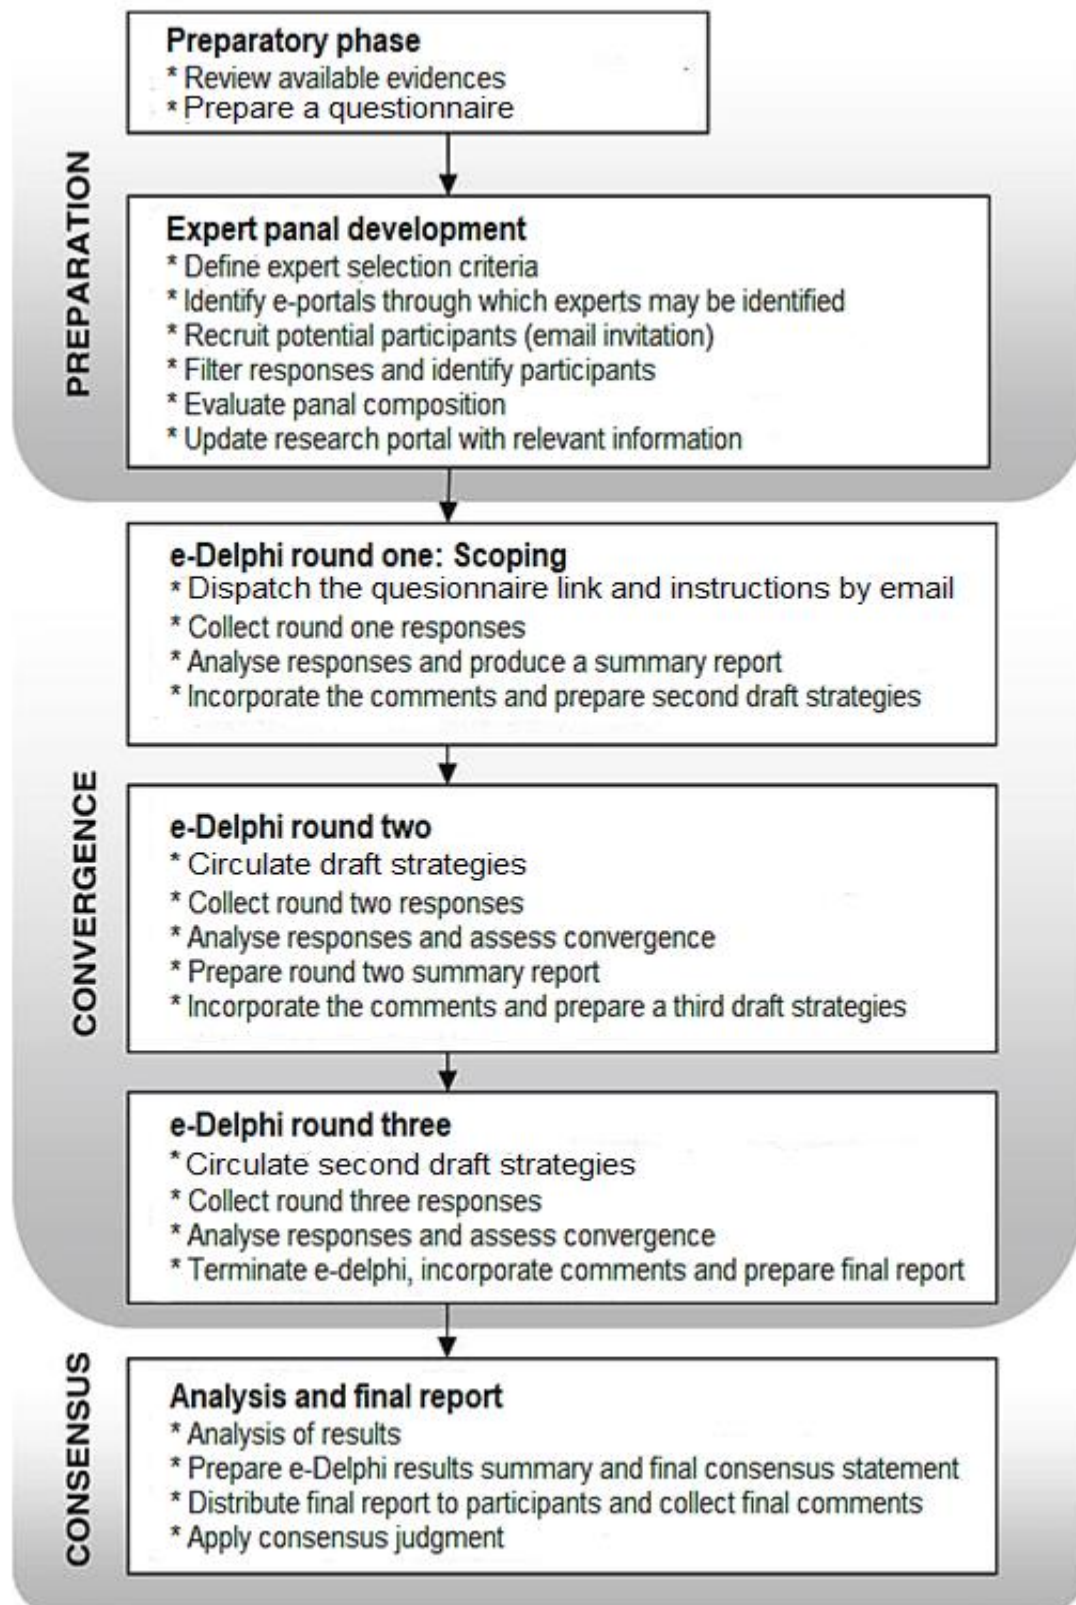 Preparatory phase
* Review available evidences
* Prepare a questionnaire
PREPARATION
Expert panal development
* Define expert selection criteria
* Identify e-portals through which experts may be identified
* Recruit potential participants (email invitation)
* Filter responses and identify participants
* Evaluate panal composition
* Update research portal with relevant information
e-Delphi round one: Scoping
* Dispatch the quesionnaire link and instructions by email
* Collect round one responses
* Analyse responses and produce a summary report
* Incorporate the comments and prepare second draft strategies
CONVERGENCE
e-Delphi round two
* Circulate draft strategies
* Collect round two responses
* Analyse responses and assess convergence
* Prepare round two summary report
* Incorporate the comments and prepare a third draft strategies
e-Delphi round three
* Circulate second draft strategies
* Collect round three responses
* Analyse responses and assess convergence
* Terminate e-delphi, incorporate comments and prepare final report
CONSENSUS
Analysis and final report
* Analysis of results
* Prepare e-Delphi results summary and final consensus statement
* Distribute final report to participants and collect final comments
* Apply consensus judgment